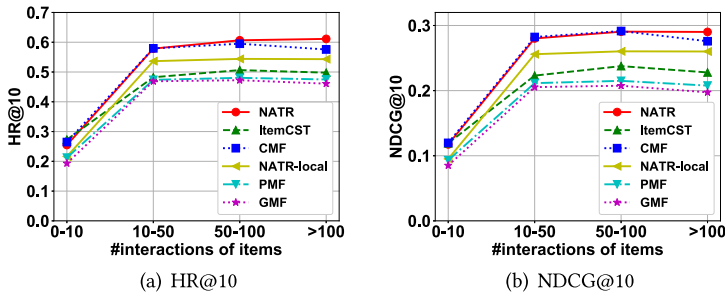 HR@10
0.7
0.6
0.5
0.4
0.3
0.2
0.1
0.0
NATR
ItemCST
CMF
NATR-local
PMF
GMF
0-10
10-50
50-100
>100
#interactions of items
(a) HR@10
NDCG@10
0.3
0.2
0.1
0.0
NATR
ItemCST
CMF
NATR-local
PMF
GMF
0-10
10-50
50-100
>100
#interactions of items
(b) NDCG@10